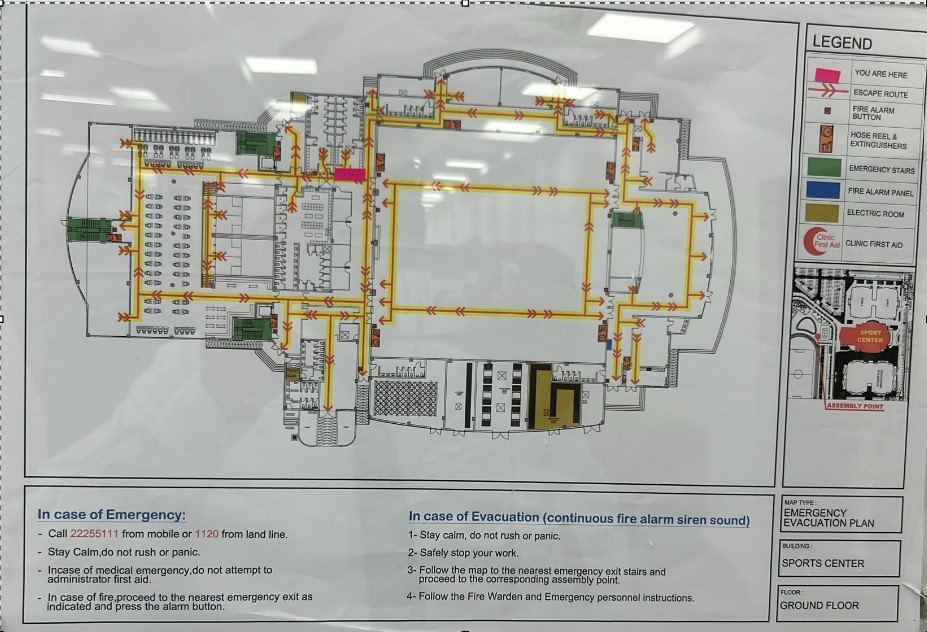 LEGEND
YOU ARE HERE
ESCAPE ROUTE
FIRE ALARM
BUTTON
HOSE REEL &
EXTINGUISHERS
EMERGENCY STAIRS
FIRE ALARM PANEL
ELECTRIC ROOM
Clinic
First Aid
CLINIC FIRST AID
SPORT
CENTER
ASSEMBLY POINT
In case of Emergency:
- Call 22255111 from mobile or 1120 from land line.
- Stay Calm,do not rush or panic.
- Incase of medical emergency,do not attempt to
administrator first aid.
- In case of fire,proceed to the nearest emergency exit as
indicated and press the alarm button.
In case of Evacuation (continuous fire alarm siren sound)
1- Stay calm, do not rush or panic.
2- Safely stop your work.
3- Follow the map to the nearest emergency exit stairs and
proceed to the corresponding assembly point.
4- Follow the Fire Warden and Emergency personnel instructions.
MAP TYPE :
EMERGENCY
EVACUATION PLAN
BUILDING :
SPORTS CENTER
FLOOR :
GROUND FLOOR